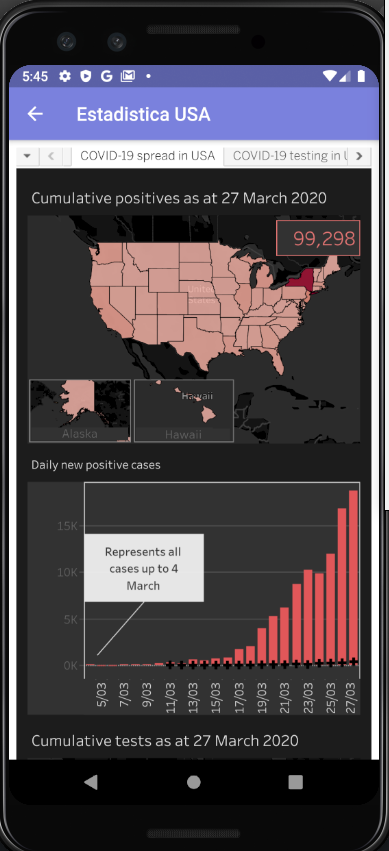 5:45
Estadistica USA
COVID-19 spread in USA
COVID-19 testing in U
Cumulative positives as at 27 March 2020
99,298
United
States
Hawaii
Alaska
Hawaii
Daily new positive cases
15K
10K
5K
0K
Represents all
cases up to 4
March
5/03
7/03
9/03
11/03
13/03
15/03
17/03
19/03
21/03
23/03
25/03
27/03
Cumulative tests as at 27 March 2020